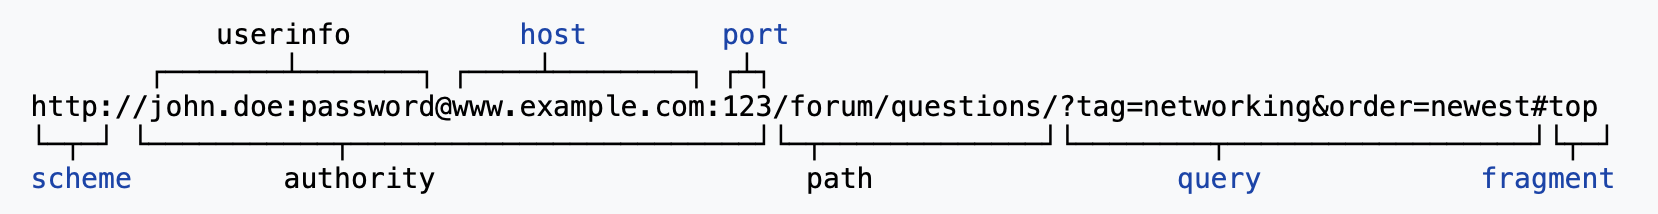 userinfo host port
http://john.doe:password@www.example.com:123/forum/questions/?tag=networking&order=newest#top
scheme authority path query fragment